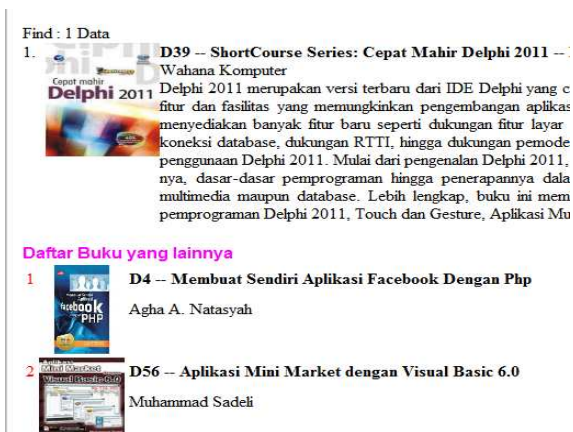 Find : 1 Data
1.
Cepat mahir
Delphi 2011
D39 -- ShortCourse Series: Cepat Mahir Delphi 2011 --
Wahana Komputer
Delphi 2011 merupakan versi terbaru dari IDE Delphi yang
fitur dan fasilitas yang memungkinkan pengembangan aplikas
menyediakan banyak fitur baru seperti dukungan fitur layar
koneksi database, dukungan RTTI, hingga dukungan pemode
penggunaan Delphi 2011. Mulai dari pengenalan Delphi 2011,
nya, dasar-dasar pemprograman hingga penerapannya dala
multimedia maupun database. Lebih lengkap, buku ini mem
pemprograman Delphi 2011, Touch dan Gesture, Aplikasi Mu
Daftar Buku yang lainnya
1
facebook
PHP
D4 -- Membuat Sendiri Aplikasi Facebook Dengan Php
Agha A. Natasyah
2
Aplikasi
Mini Market
Visual Basic 6.0
D56 -- Aplikasi Mini Market dengan Visual Basic 6.0
Muhammad Sadeli